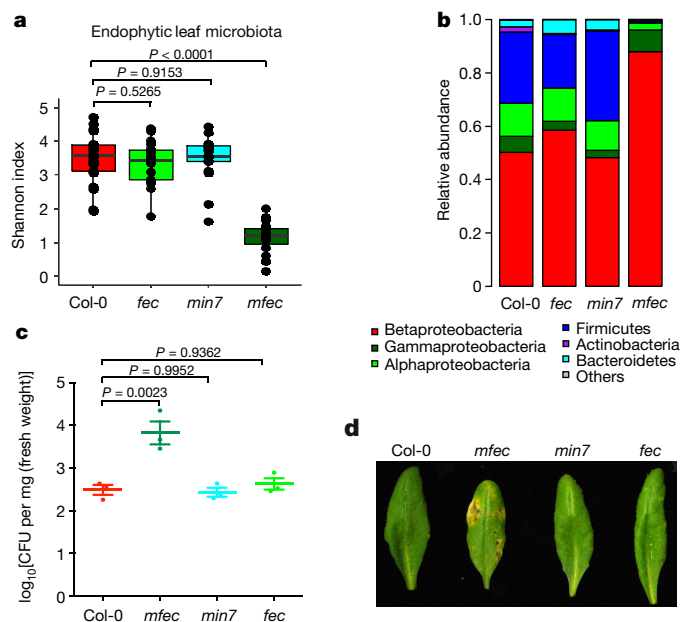 a
Endophytic leaf microbiota
P < 0.0001
P = 0.9153
P = 0.5265
Shannon index
5
4
3
2
1
0
Col-0 fec min7 mfec
b
Relative abundance
1.0
0.8
0.6
0.4
0.2
0
Col-0 fec min7 mfec
Betaproteobacteria
Gammaproteobacteria
Alphaproteobacteria
Firmicutes
Actinobacteria
Bacteroidetes
Others
c
P = 0.9362
P = 0.9952
P = 0.0023
log10[CFU per mg (fresh weight)]
5
4
3
2
1
0
Col-0 mfec min7 fec
d
Col-0 mfec min7 fec